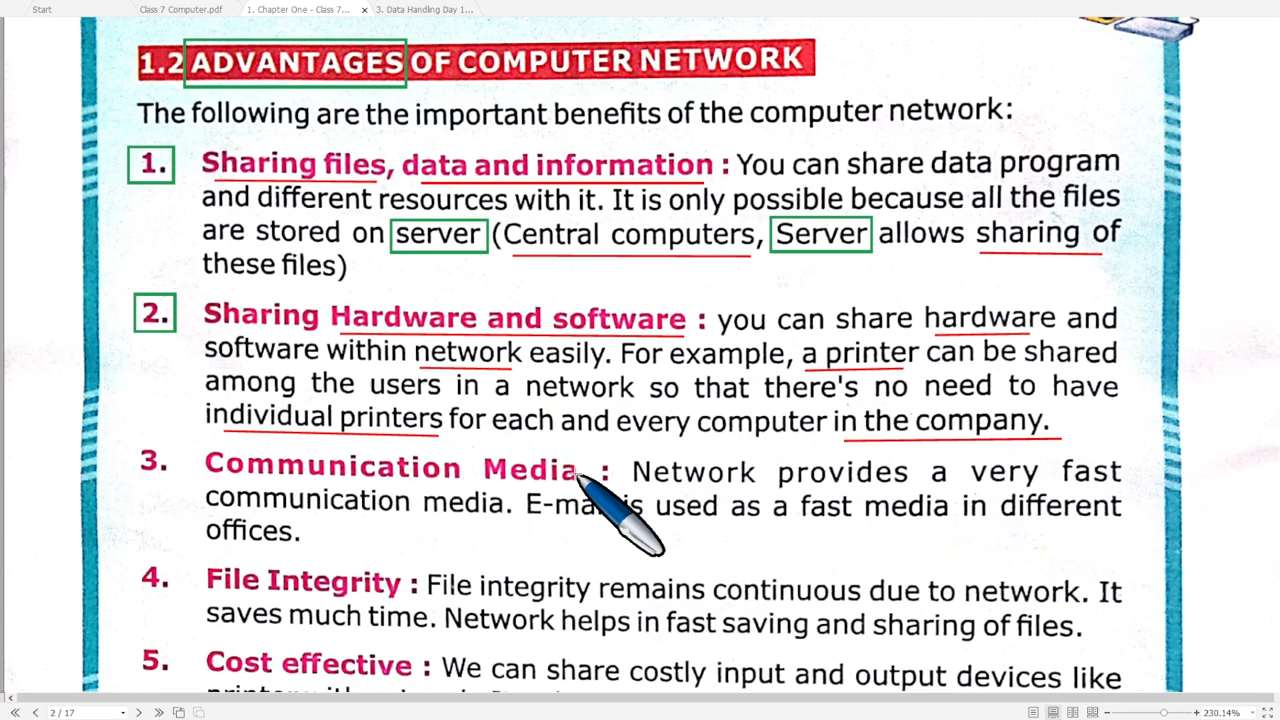 Start
Class 7 Computer.pdf
1. Chapter One - Class 7...
3. Data Handling Day 1...
1.2 ADVANTAGES OF COMPUTER NETWORK
The following are the important benefits of the computer network:
1. Sharing files, data and information : You can share data program
and different resources with it. It is only possible because all the files
are stored on server (Central computers, Server allows sharing of
these files)
2. Sharing Hardware and software : you can share hardware and
software within network easily. For example, a printer can be shared
among the users in a network so that there's no need to have
individual printers for each and every computer in the company.
3. Communication Media : Network provides a very fast
communication media. E-mail is used as a fast media in different
offices.
4. File Integrity : File integrity remains continuous due to network. It
saves much time. Network helps in fast saving and sharing of files.
5. Cost effective : We can share costly input and output devices like
2 / 17
230.14%